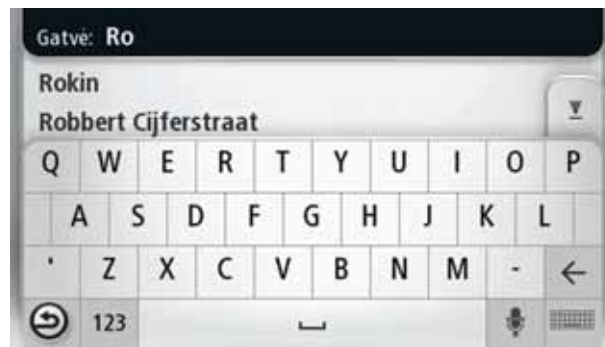 Gatvė: Ro
Rokin
Robbert Cijferstraat
Q W E R T Y U I O P
A S D F G H J K L
' Z X C V B N M - ←
123